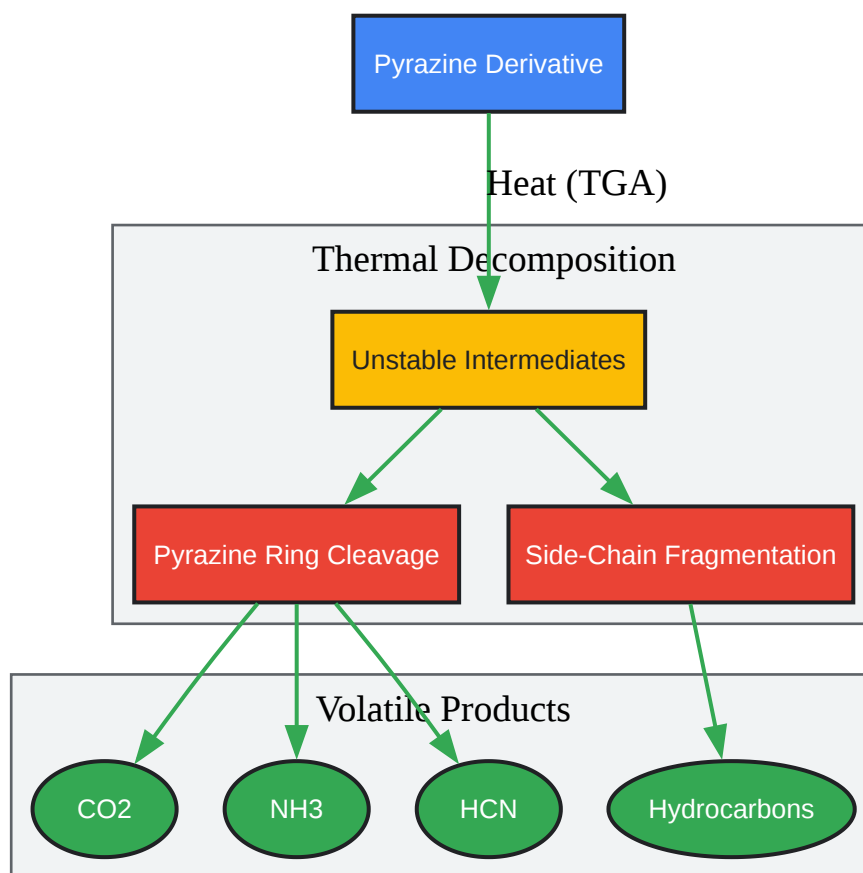 Pyrazine Derivative
Heat (TGA)
Thermal Decomposition
Unstable Intermediates
Pyrazine Ring Cleavage
Side-Chain Fragmentation
Volatile Products
CO2
NH3
HCN
Hydrocarbons